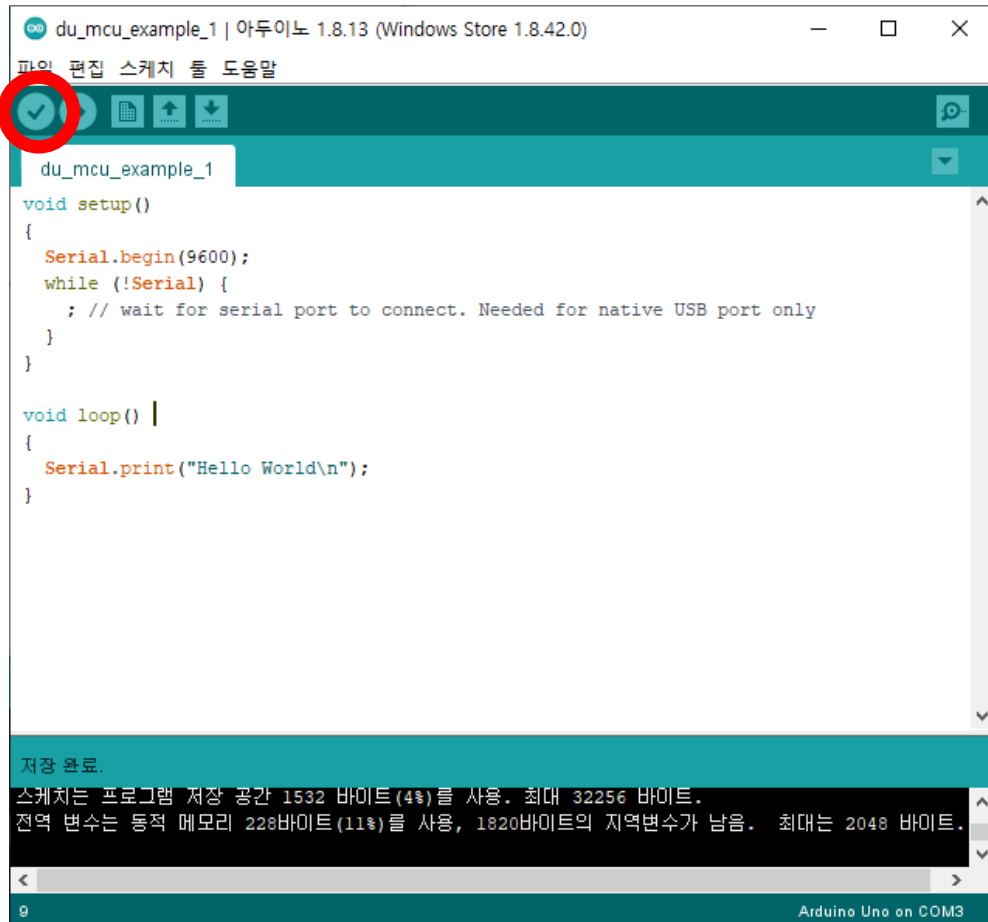 du_mcu_example_1 | 아두이노 1.8.13 (Windows Store 1.8.42.0)
파일 편집 스케치 툴 도움말
du_mcu_example_1
void setup()
{
  Serial.begin(9600);
  while (!Serial) {
    ; // wait for serial port to connect. Needed for native USB port only
  }
}
void loop()
{
  Serial.print("Hello World\n");
}
저장 완료.
스케치는 프로그램 저장 공간 1532 바이트(4%)를 사용. 최대 32256 바이트.
전역 변수는 동적 메모리 228바이트(11%)를 사용, 1820바이트의 지역변수가 남음.  최대는 2048 바이트.
9 Arduino Uno on COM3